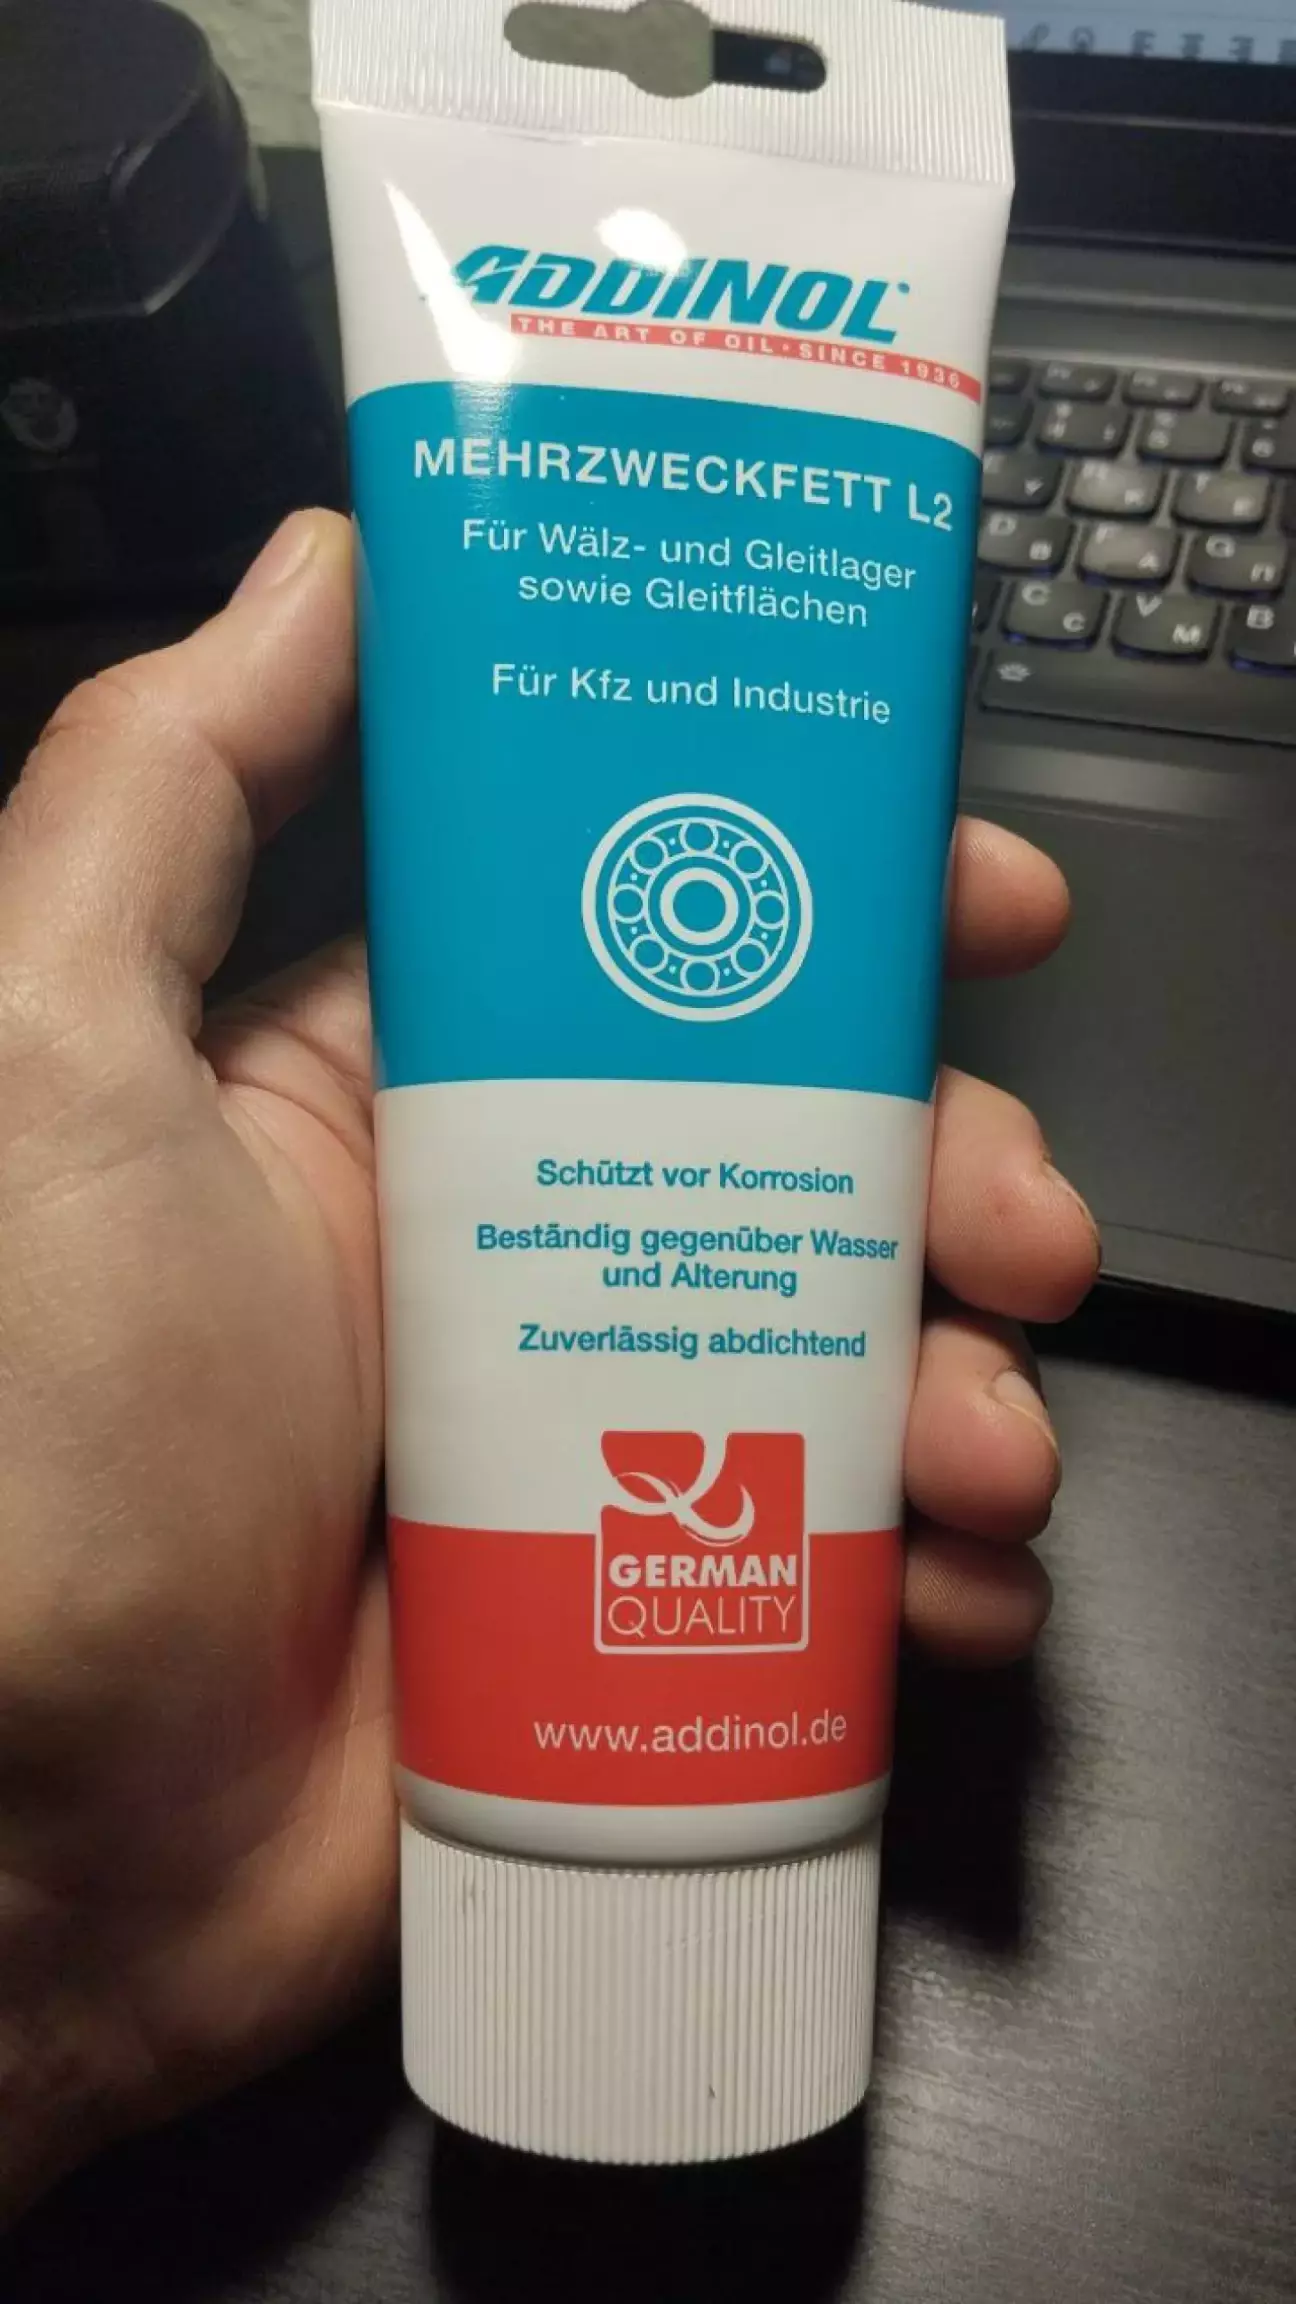 ADDINOL
THE ART OF OIL · SINCE 1936
MEHRZWECKFETT L2
Für Wälz- und Gleitlager
sowie Gleitflächen
Für Kfz und Industrie
Schützt vor Korrosion
Beständig gegenüber Wasser
und Alterung
Zuverlässig abdichtend
GERMAN
QUALITY
www.addinol.de
D
F
G
C
V
B